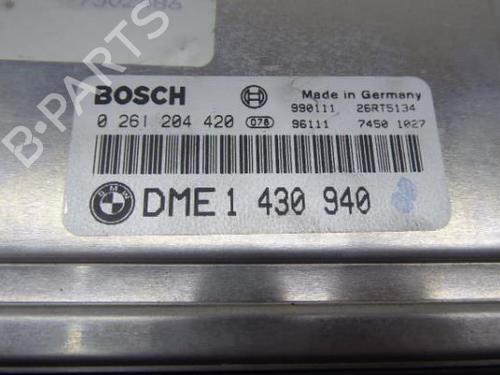 BOSCH
Made in Germany
990111 26RT5134
0 261 204 420 078 96111 7450 1027
BMW DME 1 430 940
B-PARTS